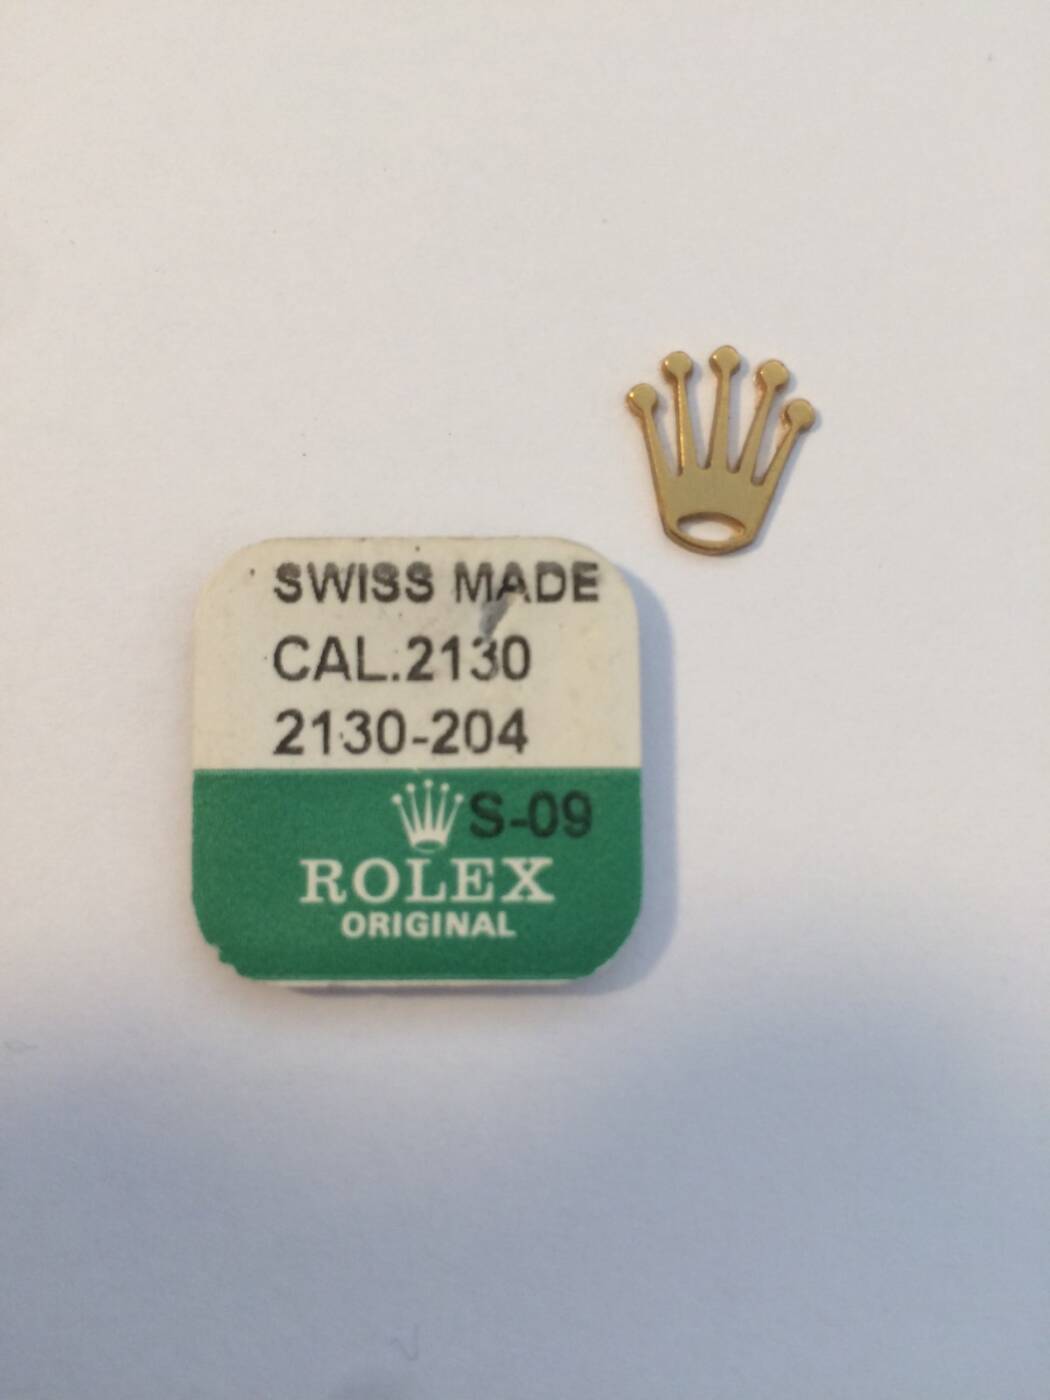 SWISS MADE
CAL.2130
2130-204
S-09
ROLEX
ORIGINAL